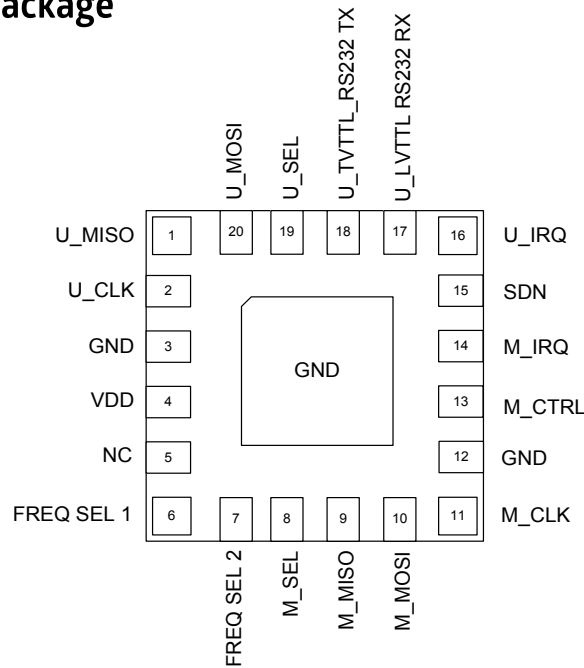 ackage
U_MOSI
U_SEL
U_TVTTL_RS232 TX
U_LVTTL RS232 RX
U_MISO 1 20 19 18 17 16 U_IRQ
U_CLK 2 15 SDN
GND 3 14 M_IRQ
GND
VDD 4 13 M_CTRL
NC 5 12 GND
FREQ SEL 1 6 7 8 9 10 11 M_CLK
FREQ SEL 2
M_SEL
M_MISO
M_MOSI